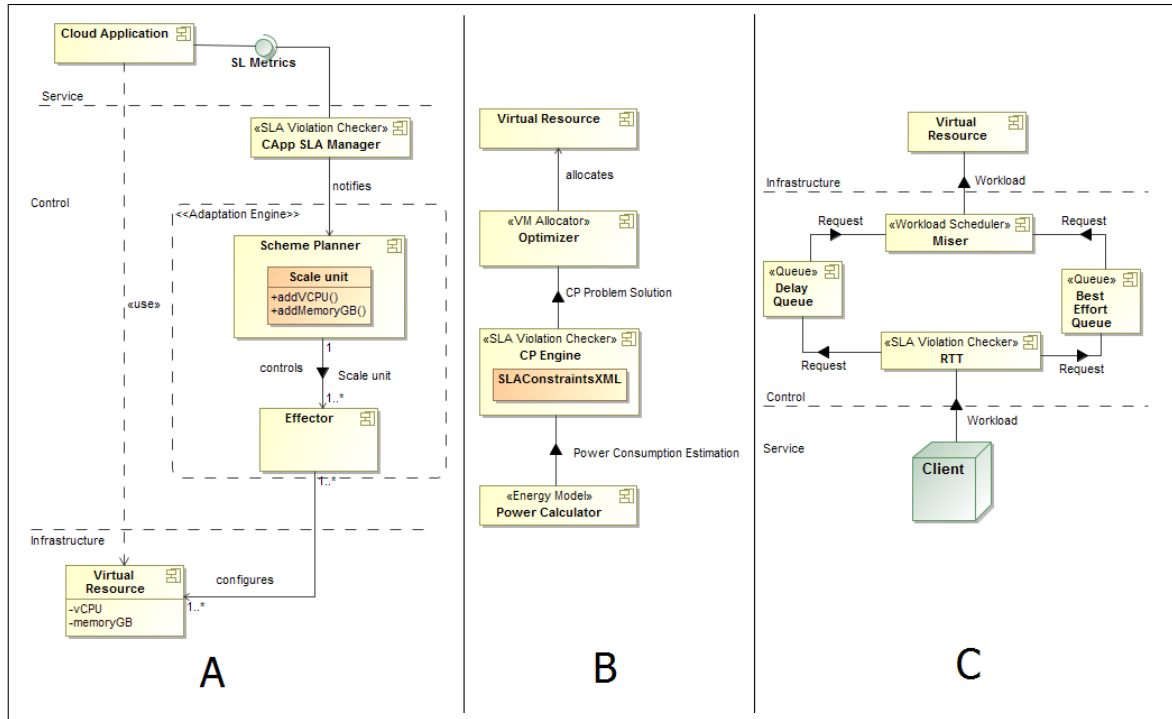 Cloud Application
SL Metrics
Service
«SLA Violation Checker»
CApp SLA Manager
notifies
Control
<<Adaptation Engine>>
Scheme Planner
Scale unit
+addVCPU()
+addMemoryGB()
«use»
1
controls
Scale unit
1..*
Effector
1..*
Infrastructure
Virtual
Resource
-vCPU
-memoryGB
configures
1..*
A
Virtual Resource
allocates
«VM Allocator»
Optimizer
CP Problem Solution
«SLA Violation Checker»
CP Engine
SLAConstraintsXML
Power Consumption Estimation
«Energy Model»
Power Calculator
B
Virtual
Resource
Infrastructure
Workload
Request
«Workload Scheduler»
Miser
Request
«Queue»
Delay
Queue
«Queue»
Best
Effort
Queue
«SLA Violation Checker»
RTT
Request
Request
Control
Workload
Service
Client
C